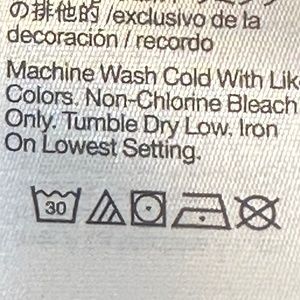 の排他的 /exclusivo de la
decoración / recordo
Machine Wash Cold With Lik
Colors. Non-Chlorine Bleach
Only. Tumble Dry Low. Iron
On Lowest Setting.
30